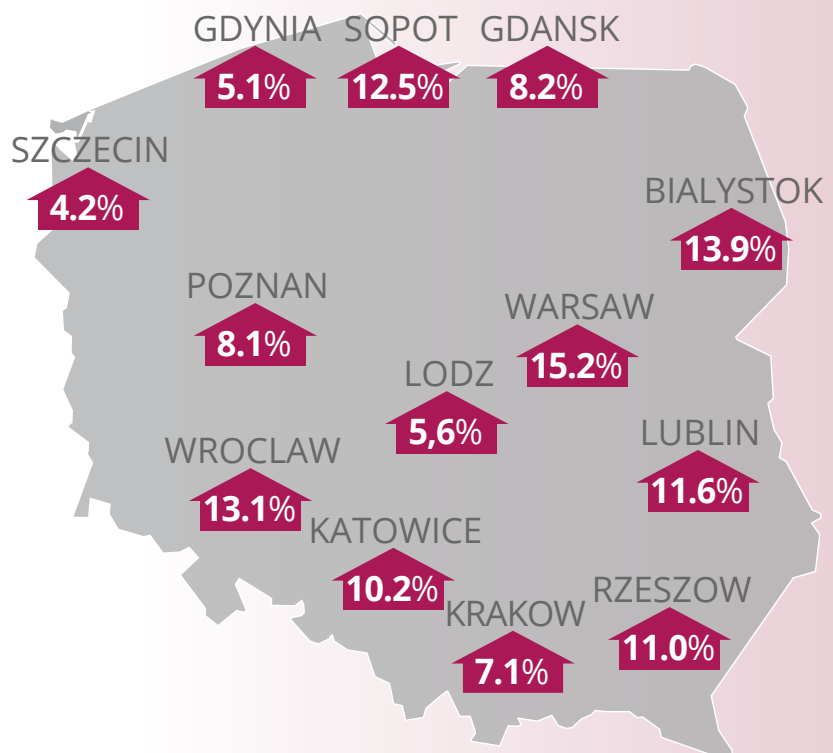 GDYNIA SOPOT GDANSK
5.1% 12.5% 8.2%
SZCZECIN
4.2%
BIALYSTOK
13.9%
POZNAN
8.1%
WARSAW
15.2%
LODZ
5,6%
LUBLIN
11.6%
WROCLAW
13.1%
KATOWICE
10.2%
RZESZOW
11.0%
KRAKOW
7.1%